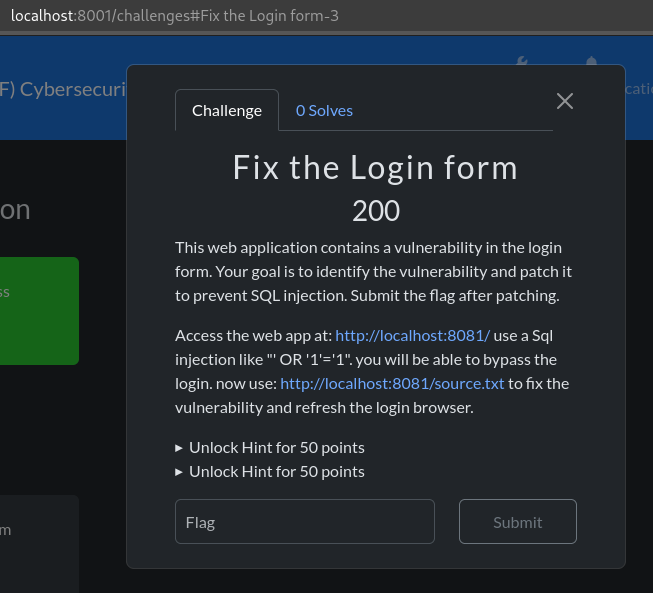 localhost:8001/challenges#Fix the Login form-3
F) Cybersecuri
Challenge
0 Solves
Fix the Login form
200
on
This web application contains a vulnerability in the login
form. Your goal is to identify the vulnerability and patch it
to prevent SQL injection. Submit the flag after patching.
Access the web app at: http://localhost:8081/ use a Sql
injection like "' OR '1'='1". you will be able to bypass the
login. now use: http://localhost:8081/source.txt to fix the
vulnerability and refresh the login browser.
▸ Unlock Hint for 50 points
▸ Unlock Hint for 50 points
Flag
Submit
m